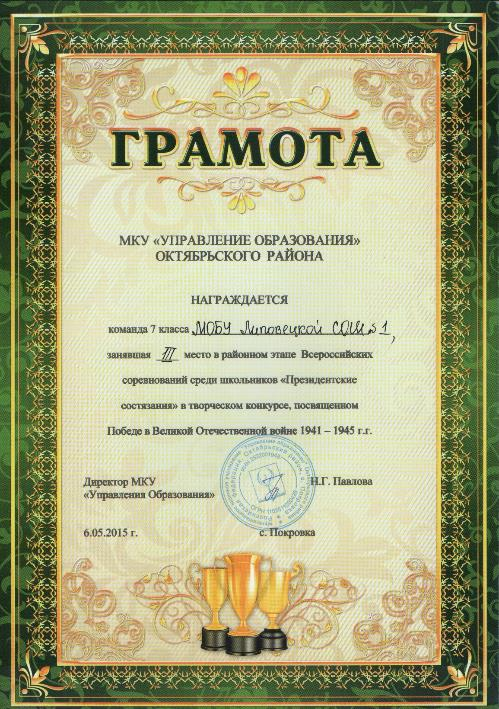 ГРАМОТА
МКУ «УПРАВЛЕНИЕ ОБРАЗОВАНИЯ»
ОКТЯБРЬСКОГО РАЙОНА
НАГРАЖДАЕТСЯ
команда 7 класса МОБУ Липовецкой СОШ №1,
занявшая III место в районном этапе Всероссийских
соревнований среди школьников «Президентские
состязания» в творческом конкурсе, посвященном
Победе в Великой Отечественной войне 1941 – 1945 г.г.
Директор МКУ Н.Г. Павлова
«Управления Образования»
6.05.2015 г. с. Покровка